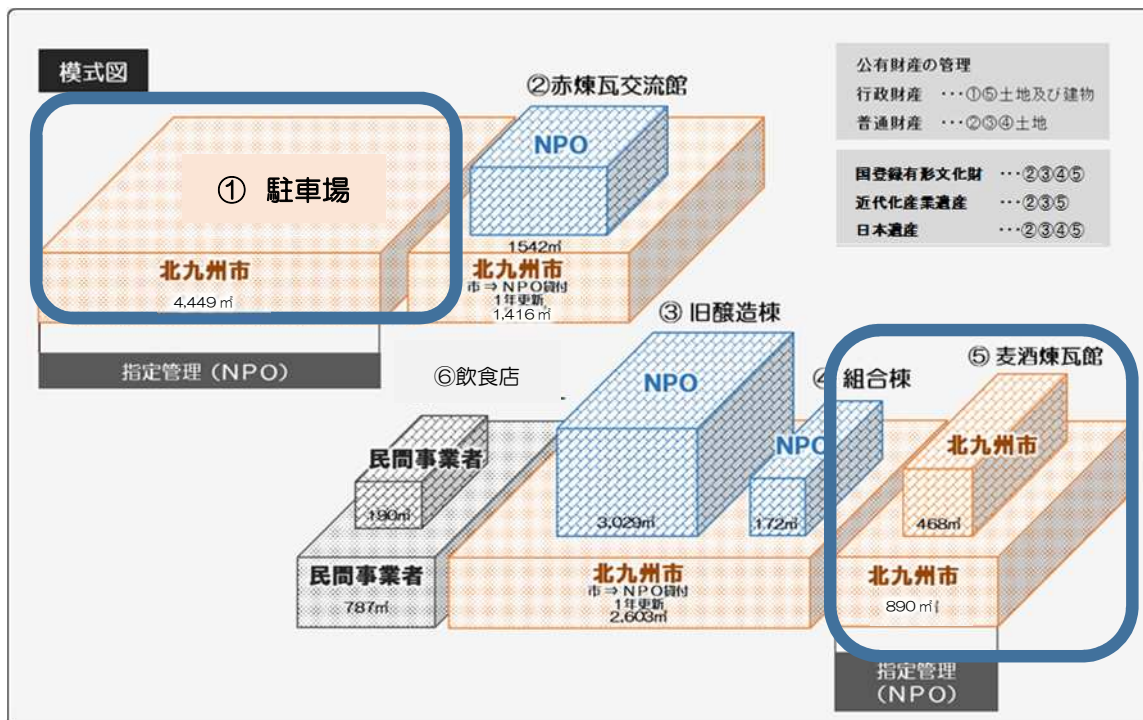 模式図
②赤煉瓦交流館
公有財産の管理
行政財産 ・・・①⑤土地及び建物
普通財産 ・・・②③④土地
国登録有形文化財 ・・・②③④⑤
近代化産業遺産 ・・・②③⑤
日本遺産 ・・・②③④⑤
① 駐車場
NPO
1542㎡
北九州市
4,449㎡
北九州市
市⇒NPO貸付
1年更新
1,416㎡
指定管理(NPO)
③旧醸造棟
⑥飲食店
NPO
④組合棟
⑤麦酒煉瓦館
民間事業者
190㎡
3,029㎡
NPO
172㎡
北九州市
468㎡
民間事業者
787㎡
北九州市
市⇒NPO貸付
1年更新
2,603㎡
北九州市
890㎡
指定管理
(NPO)